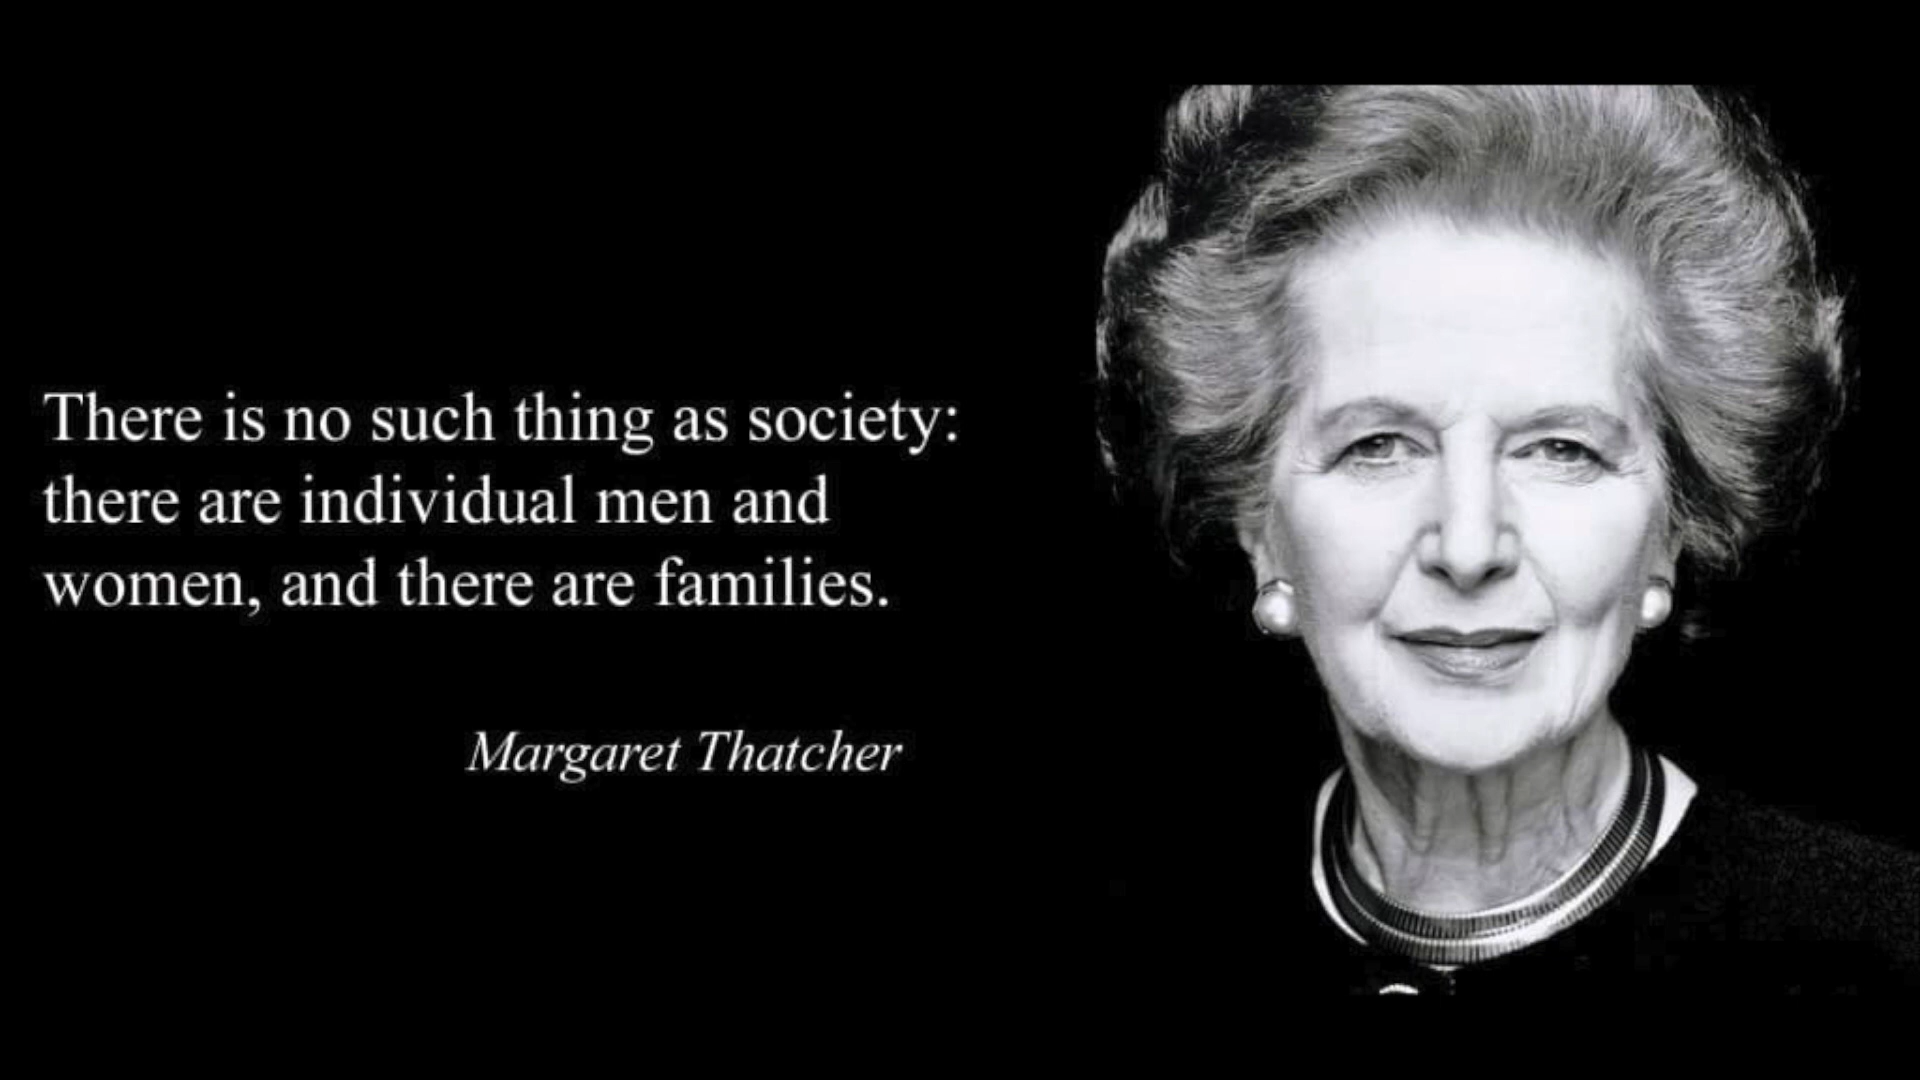 There is no such thing as society:
there are individual men and
women, and there are families.
Margaret Thatcher